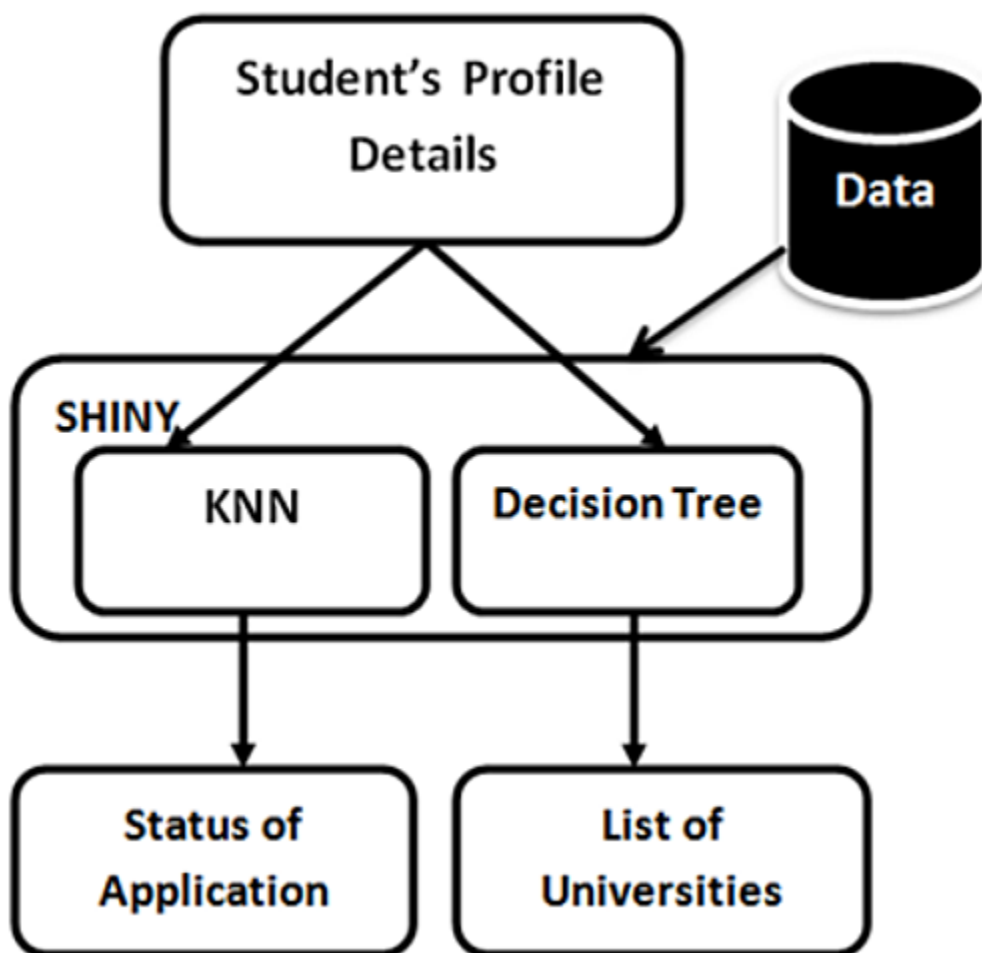 Student’s Profile
Details
Data
SHINY
KNN
Decision Tree
Status of
Application
List of
Universities